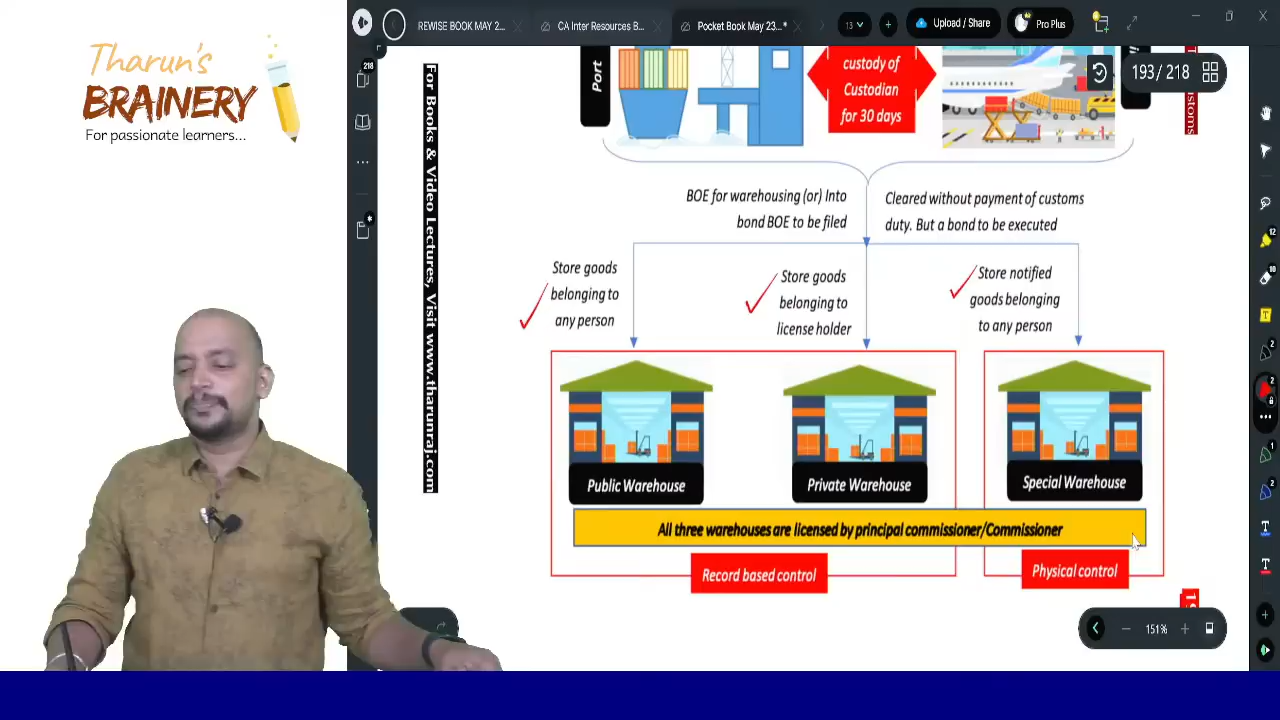 Tharun's
BRAINERY
For passionate learners...
REWISE BOOK MAY 2...
CA Inter Resources B...
Pocket Book May 23...*
13
Upload / Share
Pro Plus
218
193/218
For Books & Video Lectures, Visit www.tharunraj.com
Port
custody of
Custodian
for 30 days
BOE for warehousing (or) Into
bond BOE to be filed
Cleared without payment of customs
duty. But a bond to be executed
Store goods
belonging to
any person
Store goods
belonging to
license holder
Store notified
goods belonging
to any person
Public Warehouse
Private Warehouse
Special Warehouse
All three warehouses are licensed by principal commissioner/Commissioner
Record based control
Physical control
151%